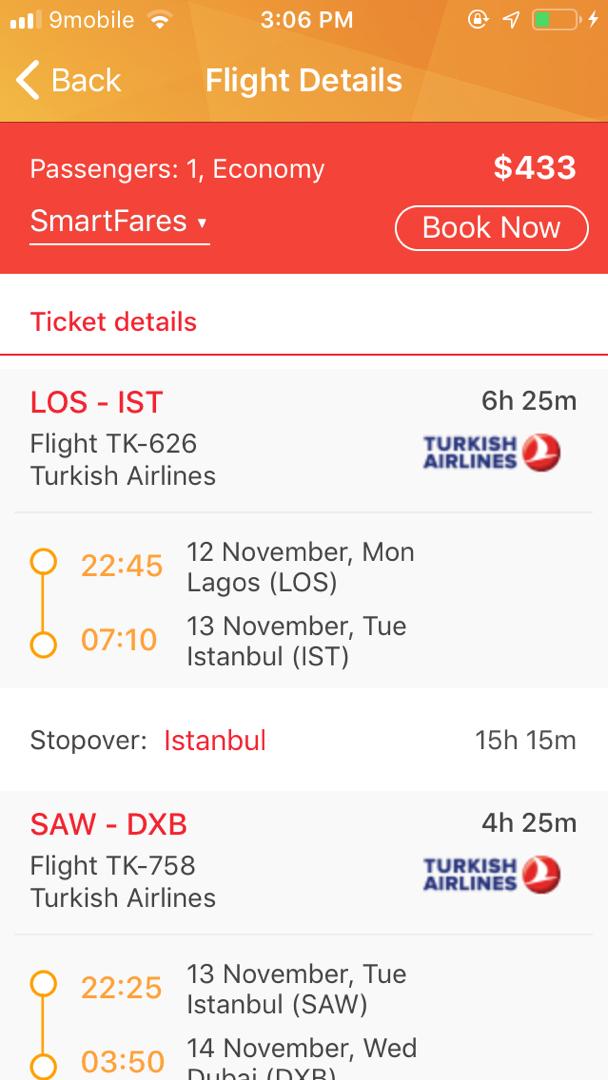 9mobile 3:06 PM
Back Flight Details
Passengers: 1, Economy $433
SmartFares ▾ Book Now
Ticket details
LOS - IST 6h 25m
Flight TK-626
Turkish Airlines
TURKISH
AIRLINES
22:45 12 November, Mon
Lagos (LOS)
07:10 13 November, Tue
Istanbul (IST)
Stopover: Istanbul 15h 15m
SAW - DXB 4h 25m
Flight TK-758
Turkish Airlines
TURKISH
AIRLINES
22:25 13 November, Tue
Istanbul (SAW)
03:50 14 November, Wed
Dubai (DXB)